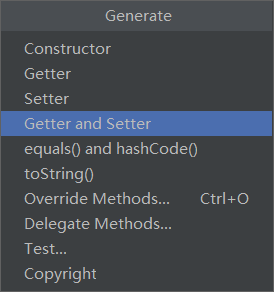 Generate
Constructor
Getter
Setter
Getter and Setter
equals() and hashCode()
toString()
Override Methods... Ctrl+O
Delegate Methods...
Test...
Copyright